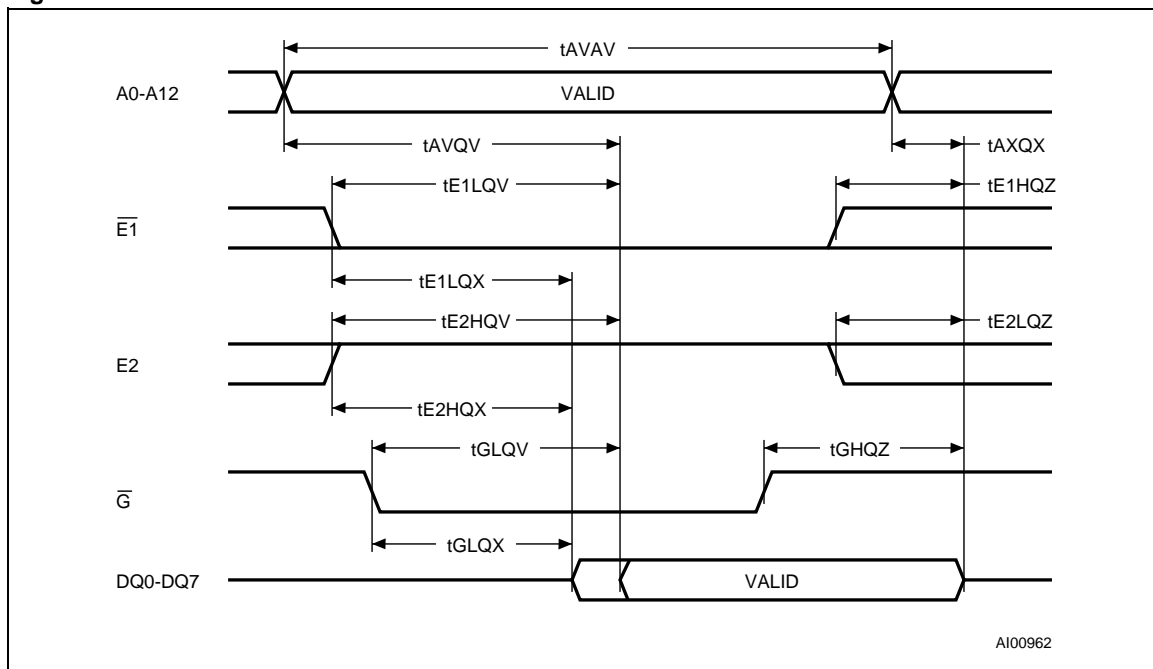 tAVAV
A0-A12
VALID
tAVQV
tAXQX
tE1LQV
tE1HQZ
E1
tE1LQX
tE2HQV
tE2LQZ
E2
tE2HQX
tGLQV
tGHQZ
G
tGLQX
DQ0-DQ7
VALID
AI00962